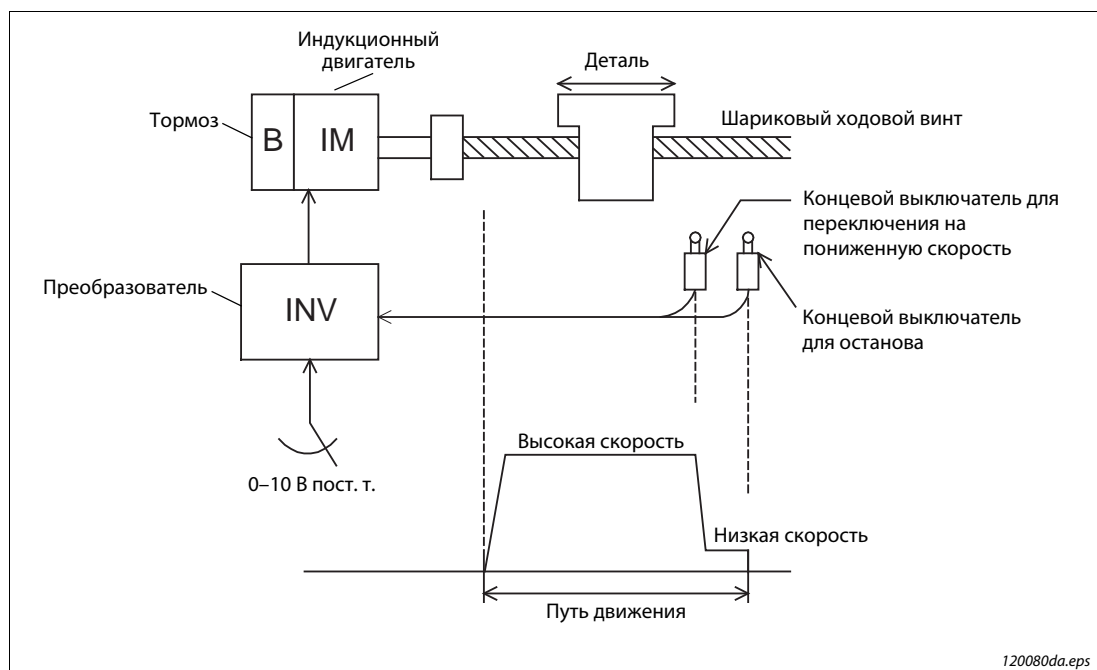 Индукционный
двигатель
Деталь
Тормоз
B
IM
Шариковый ходовой винт
Концевой выключатель для
переключения на
пониженную скорость
Преобразователь
INV
Концевой выключатель
для останова
Высокая скорость
0–10 В пост. т.
Низкая скорость
Путь движения
120080da.eps